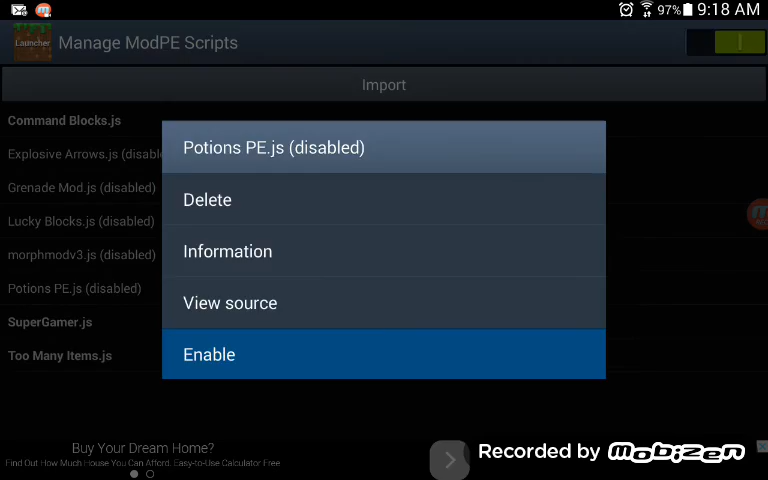 97% 9:18 AM
Launcher Manage ModPE Scripts
Import
Command Blocks.js
Explosive Arrows.js (disabl
Grenade Mod.js (disabled)
Lucky Blocks.js (disabled)
morphmodv3.js (disabled)
Potions PE.js (disabled)
SuperGamer.js
Too Many Items.js
Potions PE.js (disabled)
Delete
Information
View source
Enable
Buy Your Dream Home?
Find Out How Much House You Can Afford. Easy-to-Use Calculator Free
Recorded by Mobizen